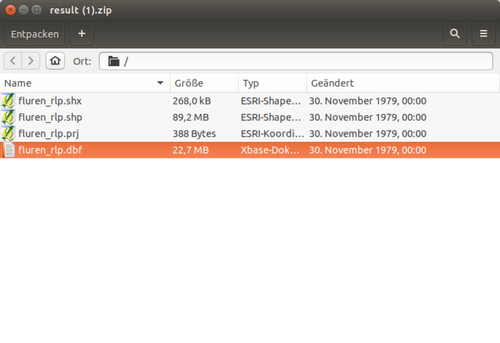 result (1).zip
Entpacken +
Ort: /
Name Größe Typ Geändert
fluren_rlp.shx 268,0 kB ESRI-Shape... 30. November 1979, 00:00
fluren_rlp.shp 89,2 MB ESRI-Shape... 30. November 1979, 00:00
fluren_rlp.prj 388 Bytes ESRI-Koordi... 30. November 1979, 00:00
fluren_rlp.dbf 22,7 MB Xbase-Dok... 30. November 1979, 00:00